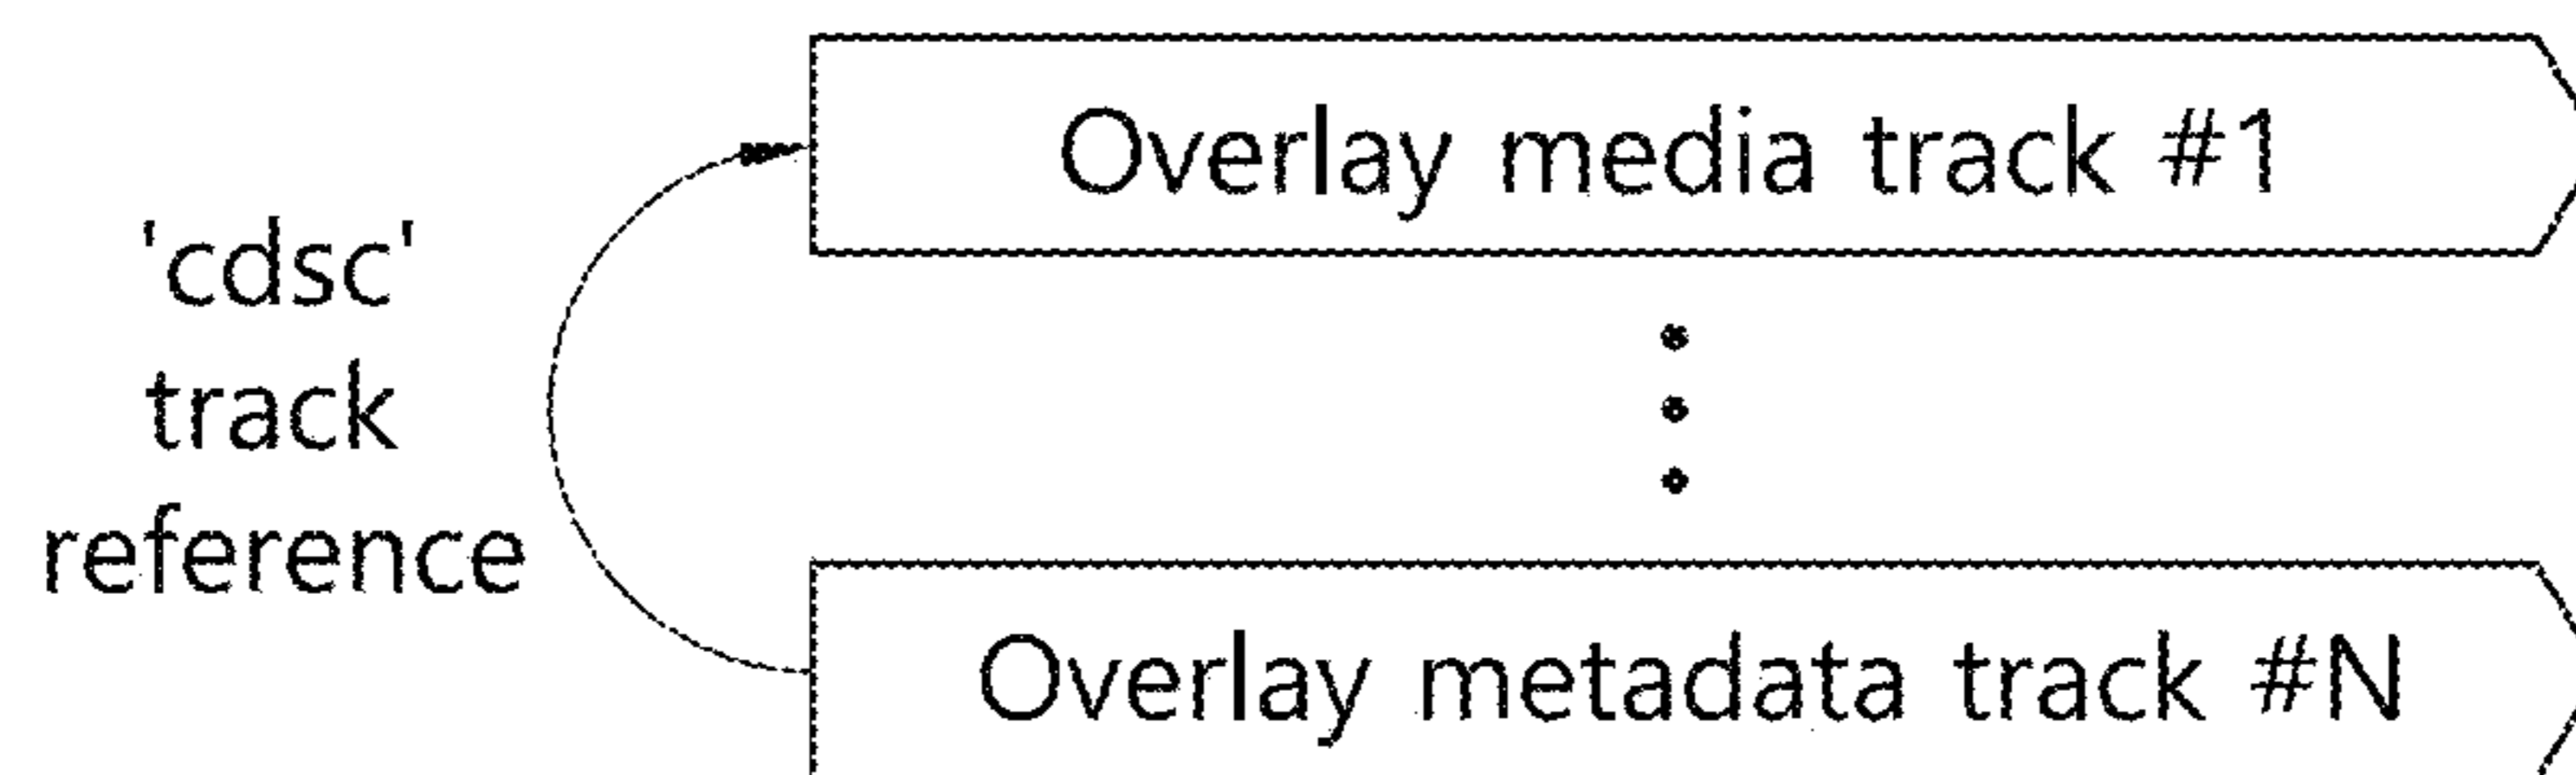 Overlay media track #1
'cdsc'
track
reference
Overlay metadata track #N